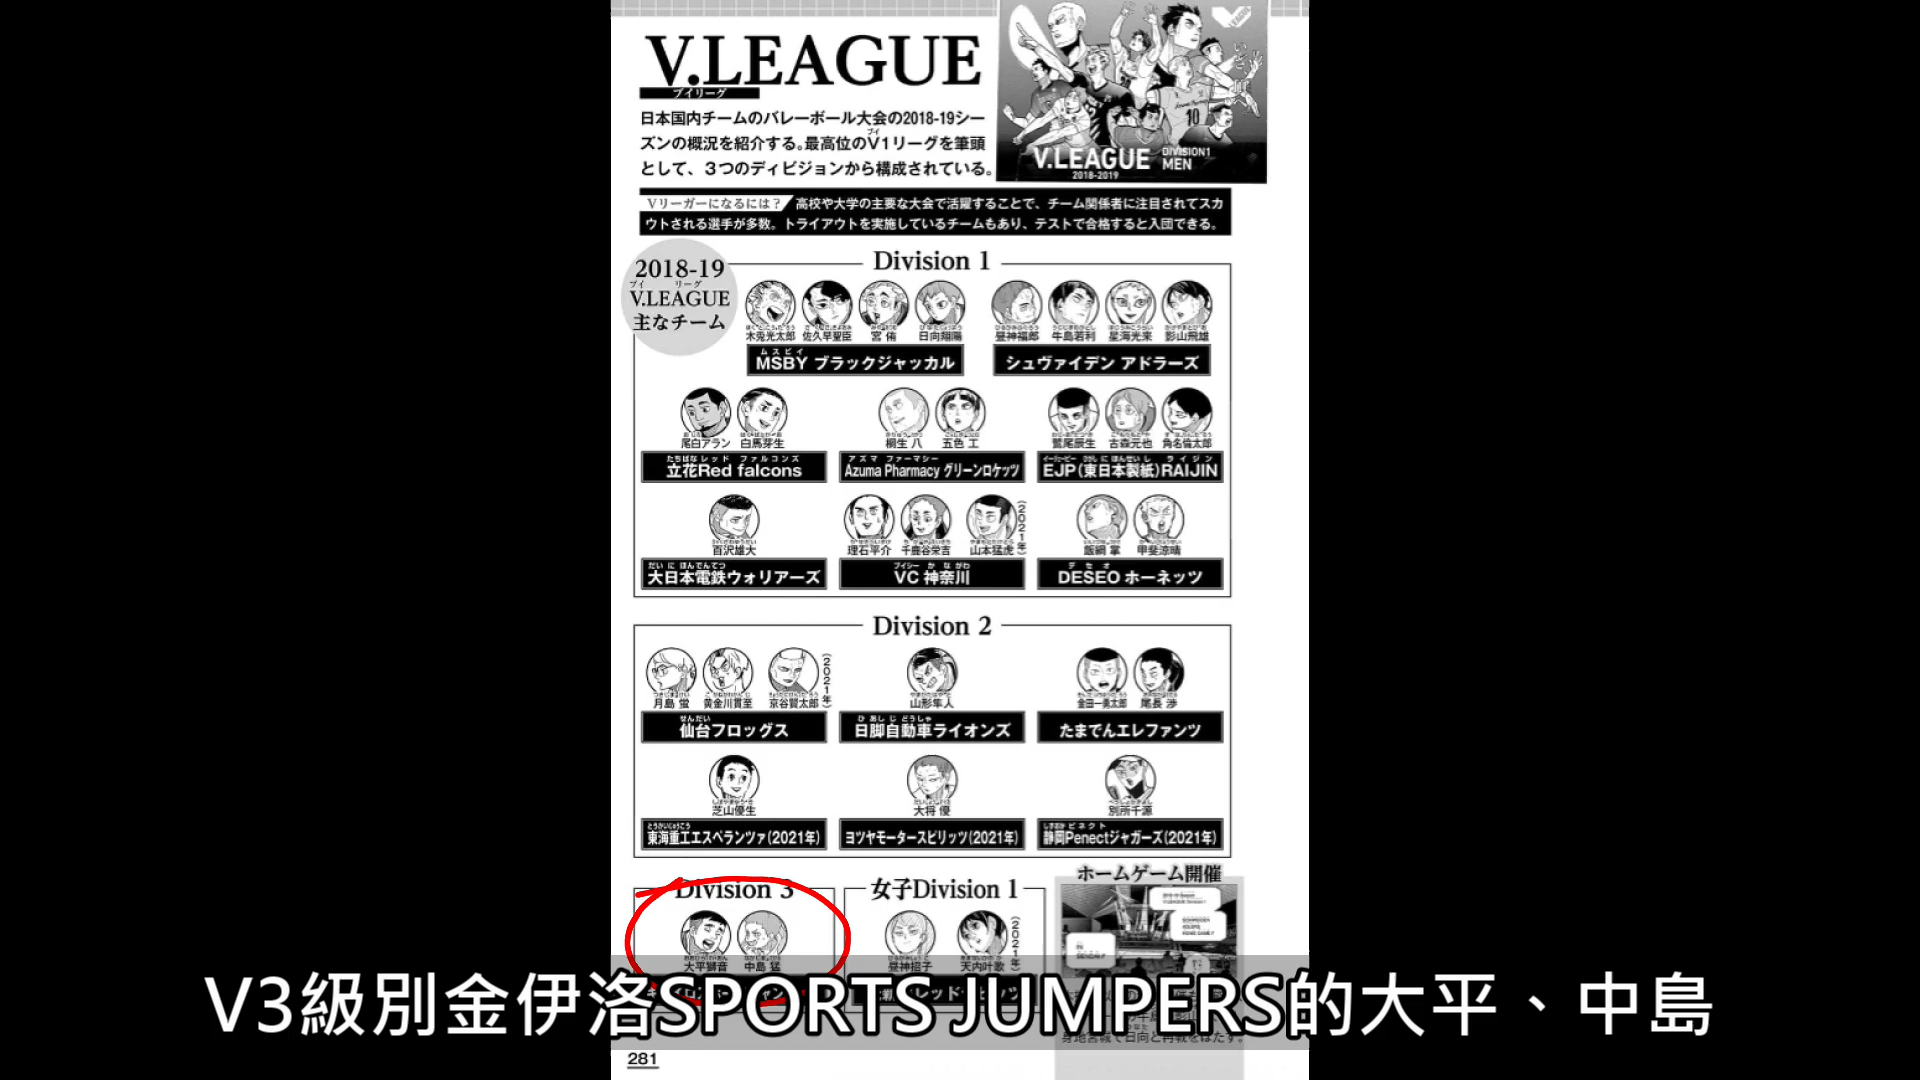 V.LEAGUE
ブイリーグ
日本国内チームのバレーボール大会の2018-19シー
ズンの概況を紹介する。最高位のV1リーグを筆頭
として、3つのディビジョンから構成されている。
V.LEAGUE DIVISION1 MEN
2018-2019
Vリーガーになるには? 高校や大学の主要な大会で活躍することで、チーム関係者に注目されてスカ
ウトされる選手が多数。トライアウトを実施しているチームもあり、テストで合格すると入団できる。
2018-19
V.LEAGUE
主なチーム
Division 1
木兎光太郎 佐久早聖臣 宮 侑 日向翔陽
MSBY ブラックジャッカル
昼神福郎 牛島若利 星海光来 影山飛雄
シュヴァイデン アドラーズ
尾白アラン 白馬芽生
立花Red falcons
桐生 八 五色 工
Azuma Pharmacy グリーンロケッツ
鷲尾辰生 古森元也 角名倫太郎
EJP(東日本製紙)RAIJIN
百沢雄大
大日本電鉄ウォリアーズ
理石平介 千鹿谷栄吉 山本猛虎 (2021年)
VC 神奈川
飯綱 掌 甲斐涼晴
DESEO ホーネッツ
Division 2
月島 蛍 黄金川貫至 京谷賢太郎 (2021年)
仙台フロッグス
山形隼人
日脚自動車ライオンズ
金田一勇太郎 尾長 渉
たまでんエレファンツ
芝山優生
東海重工エスペランツァ(2021年)
大将 優
ヨツヤモータースピリッツ(2021年)
別所千源
静岡Penectジャガーズ(2021年)
Division 3
大平獅音 中島 猛
女子Division 1
昼神招子 天内叶歌 (2021年)
ホームゲーム開催
V3級別金伊洛SPORTS JUMPERS的大平、中島
281